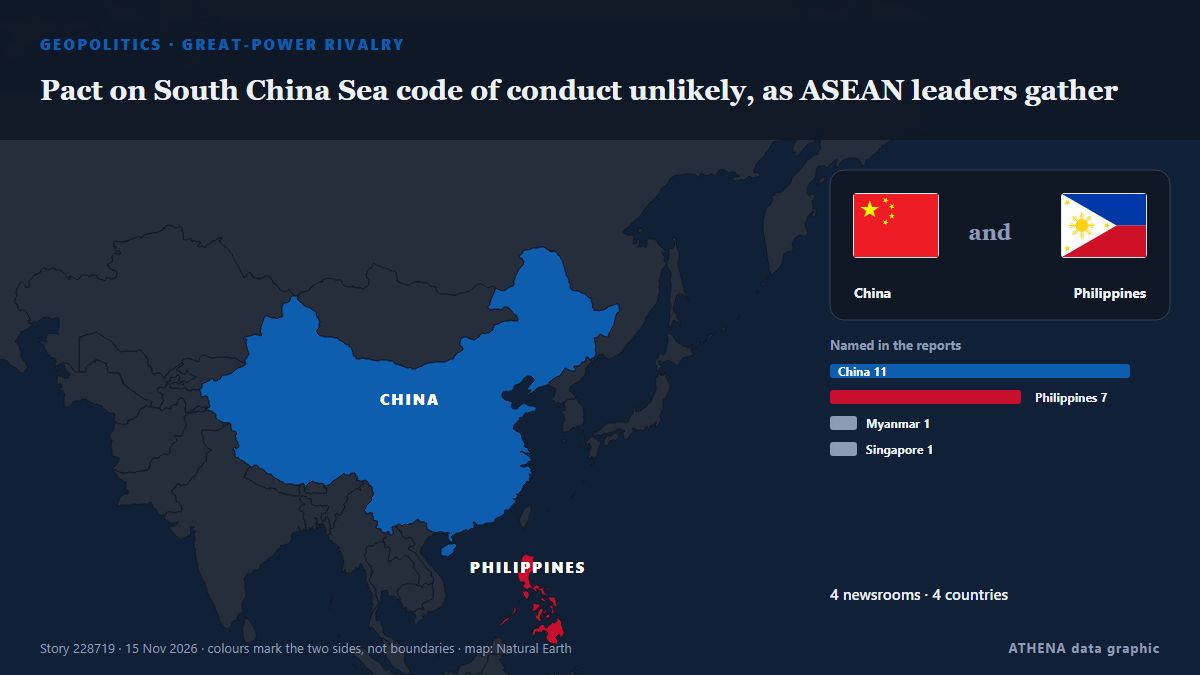 GEOPOLITICS · GREAT-POWER RIVALRY
Pact on South China Sea code of conduct unlikely, as ASEAN leaders gather
and
China
Philippines
Named in the reports
China 11
Philippines 7
Myanmar 1
Singapore 1
CHINA
PHILIPPINES
4 newsrooms · 4 countries
Story 228719 · 15 Nov 2026 · colours mark the two sides, not boundaries · map: Natural Earth
ATHENA data graphic